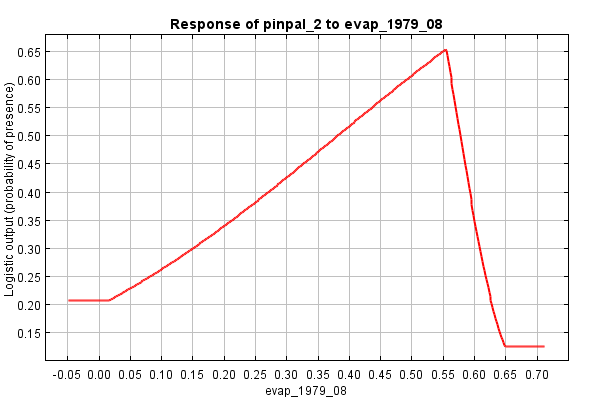 Response of pinpal_2 to evap_1979_08
Logistic output (probability of presence)
0.65
0.60
0.55
0.50
0.45
0.40
0.35
0.30
0.25
0.20
0.15
-0.05 0.00 0.05 0.10 0.15 0.20 0.25 0.30 0.35 0.40 0.45 0.50 0.55 0.60 0.65 0.70
evap_1979_08